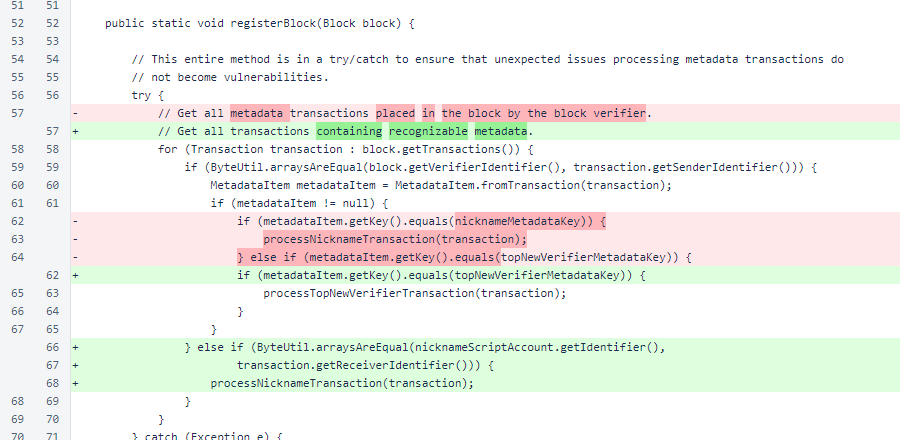 51 51
52 52 public static void registerBlock(Block block) {
53 53
54 54 // This entire method is in a try/catch to ensure that unexpected issues processing metadata transactions do
55 55 // not become vulnerabilities.
56 56 try {
57 - // Get all metadata transactions placed in the block by the block verifier.
57 + // Get all transactions containing recognizable metadata.
58 58 for (Transaction transaction : block.getTransactions()) {
59 59 if (ByteUtil.arraysAreEqual(block.getVerifierIdentifier(), transaction.getSenderIdentifier())) {
60 60 MetadataItem metadataItem = MetadataItem.fromTransaction(transaction);
61 61 if (metadataItem != null) {
62 - if (metadataItem.getKey().equals(nicknameMetadataKey)) {
63 - processNicknameTransaction(transaction);
64 - } else if (metadataItem.getKey().equals(topNewVerifierMetadataKey)) {
62 + if (metadataItem.getKey().equals(topNewVerifierMetadataKey)) {
65 63 processTopNewVerifierTransaction(transaction);
66 64 }
67 65 }
66 + } else if (ByteUtil.arraysAreEqual(nicknameScriptAccount.getIdentifier(),
67 + transaction.getReceiverIdentifier())) {
68 + processNicknameTransaction(transaction);
68 69 }
69 70 }
70 71 } catch (Exception e) {